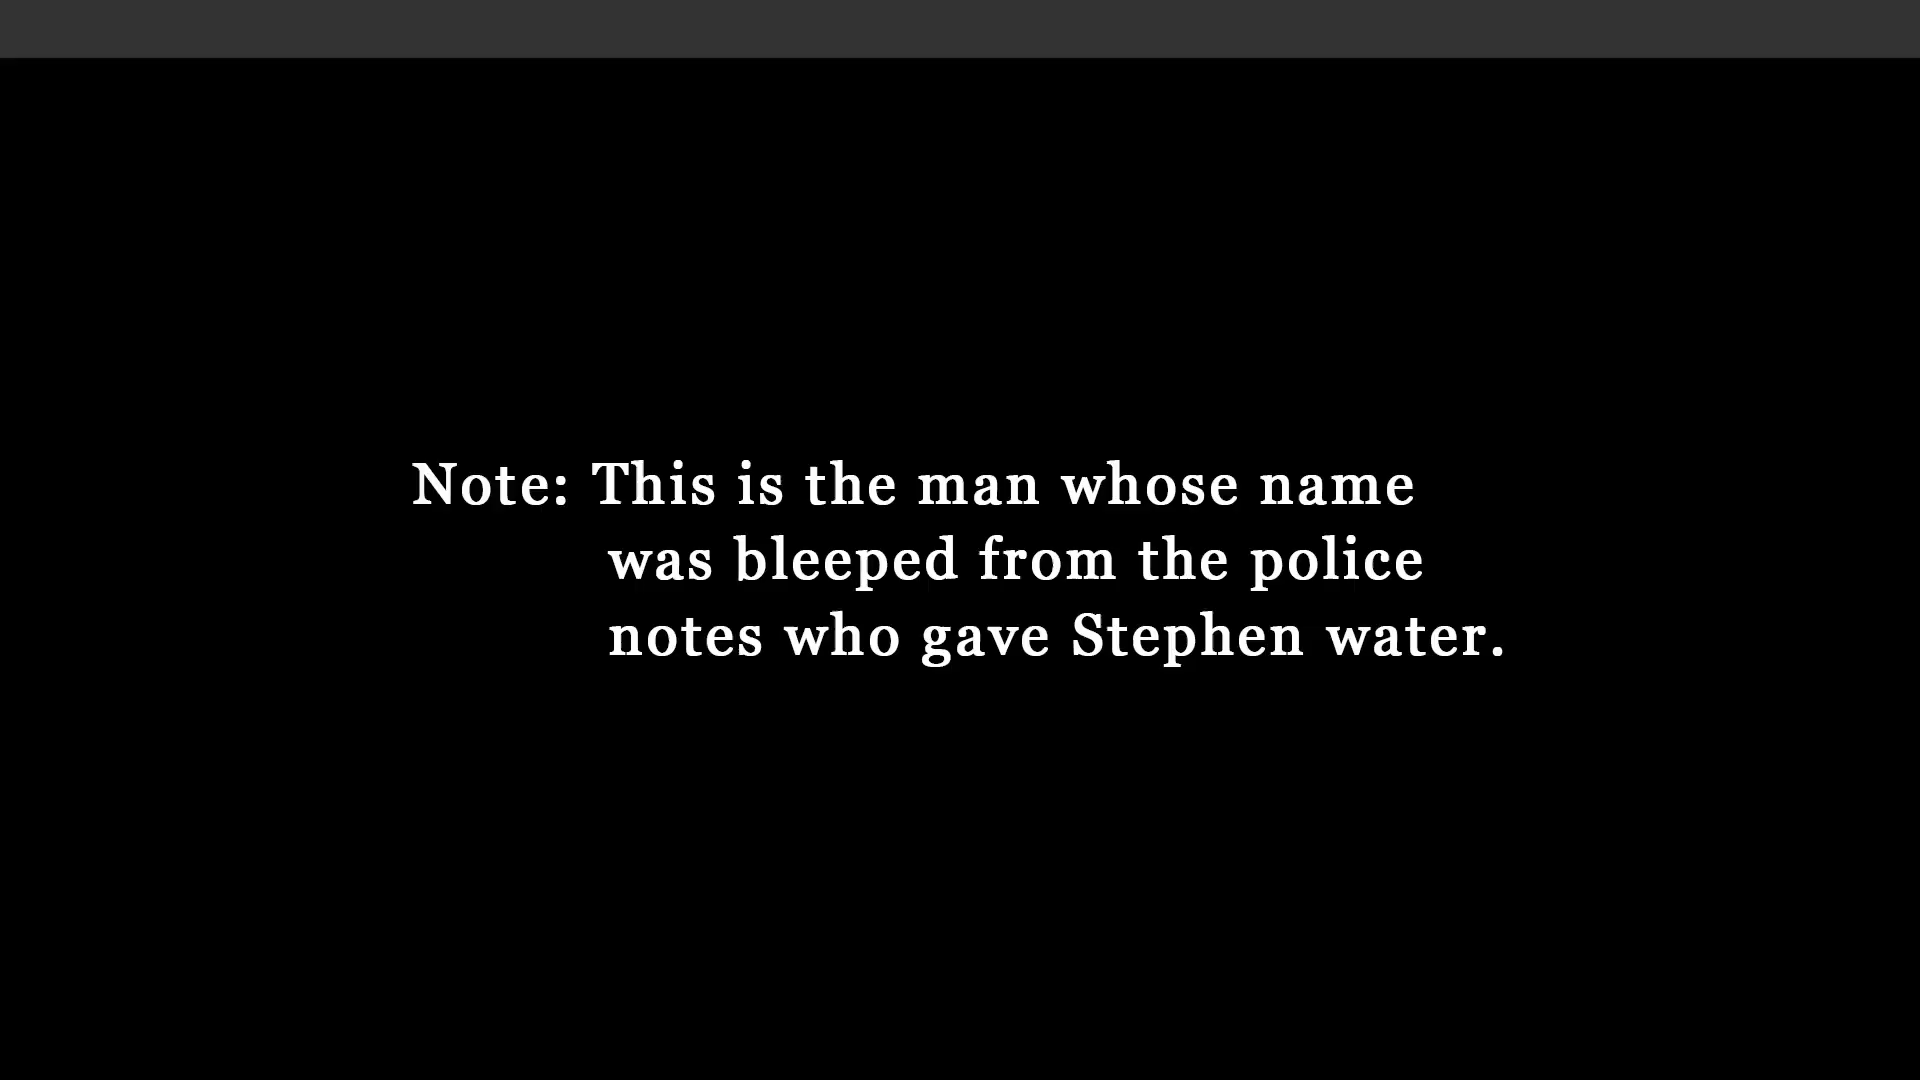 Note: This is the man whose name
was bleeped from the police
notes who gave Stephen water.